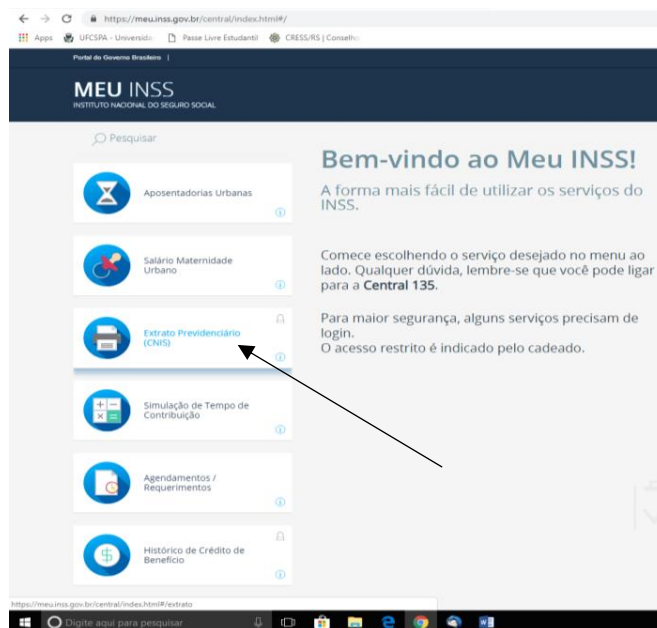 https://meu.inss.gov.br/central/index.html#/
Apps UFCSPA - Universida Passe Livre Estudantil CRESS/RS | Conselho
Portal do Governo Brasileiro |
MEU INSS
INSTITUTO NACIONAL DO SEGURO SOCIAL
Pesquisar
Aposentadorias Urbanas
Salário Maternidade
Urbano
Extrato Previdenciário
(CNIS)
Simulação de Tempo de
Contribuição
Agendamentos /
Requerimentos
Histórico de Crédito de
Benefício
Bem-vindo ao Meu INSS!
A forma mais fácil de utilizar os serviços do
INSS.
Comece escolhendo o serviço desejado no menu ao
lado. Qualquer dúvida, lembre-se que você pode ligar
para a Central 135.
Para maior segurança, alguns serviços precisam de
login.
O acesso restrito é indicado pelo cadeado.
https://meu.inss.gov.br/central/index.html#/extrato
Digite aqui para pesquisar